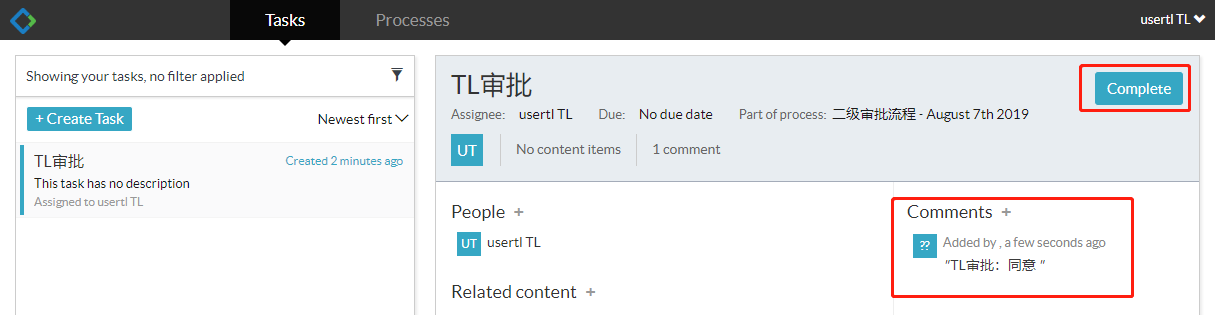 Tasks
Processes
usertl TL
Showing your tasks, no filter applied
+ Create Task
Newest first
TL审批
Created 2 minutes ago
This task has no description
Assigned to usertl TL
TL审批
Complete
Assignee: usertl TL Due: No due date Part of process: 二级审批流程 - August 7th 2019
UT
No content items
1 comment
People +
UT usertl TL
Related content +
Comments +
?? Added by , a few seconds ago
"TL审批：同意 "